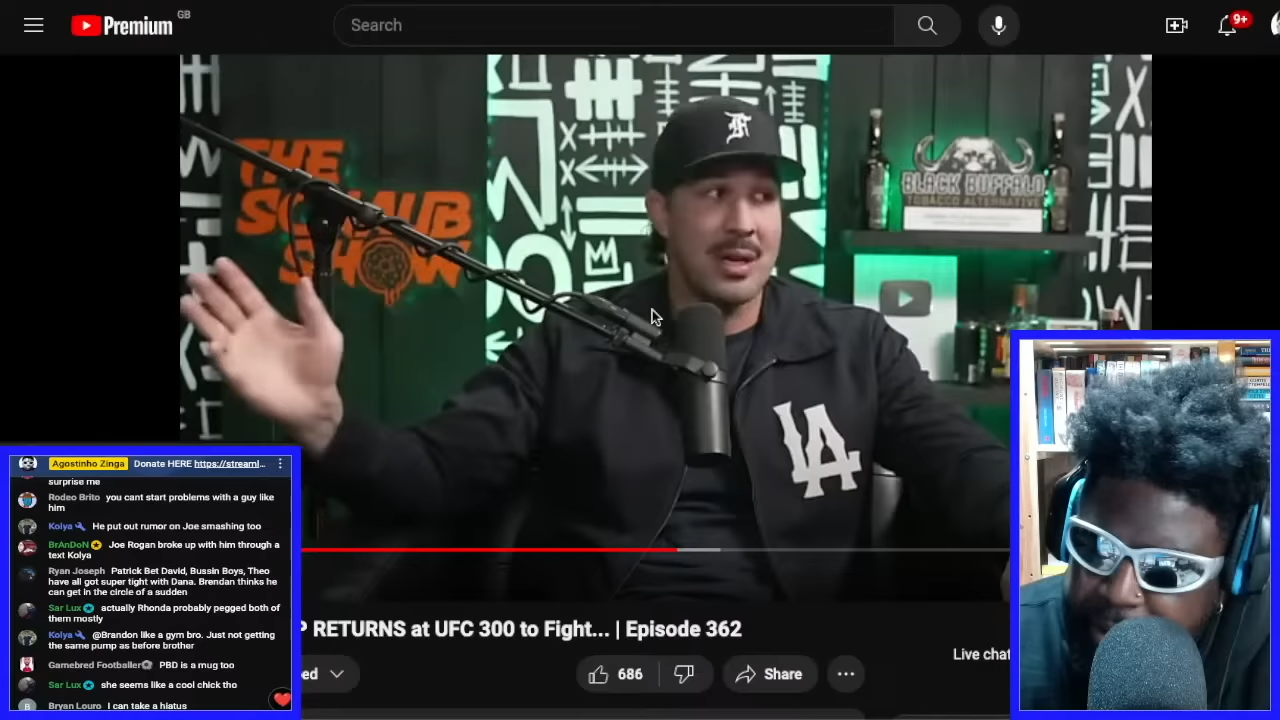 Premium GB
Search
9+
THE
SCHAUB
SHOW
BLACK BUFFALO
TOBACCO ALTERNATIVE
LA
P RETURNS at UFC 300 to Fight... | Episode 362
ed
686
Share
Live chat
Agostinho Zinga Donate HERE https://streaml...
surprise me
Rodeo Brito you cant start problems with a guy like
him
Kolya He put out rumor on Joe smashing too
BrAnDoN Joe Rogan broke up with him through a
text Kolya
Ryan Joseph Patrick Bet David, Bussin Boys, Theo
have all got super tight with Dana. Brendan thinks he
can get in the circle of a sudden
Sar Lux actually Rhonda probably pegged both of
them mostly
Kolya @Brandon like a gym bro. Just not getting
the same pump as before brother
Gamebred Footballer PBD is a mug too
Sar Lux she seems like a cool chick tho
B Bryan Louro I can take a hiatus